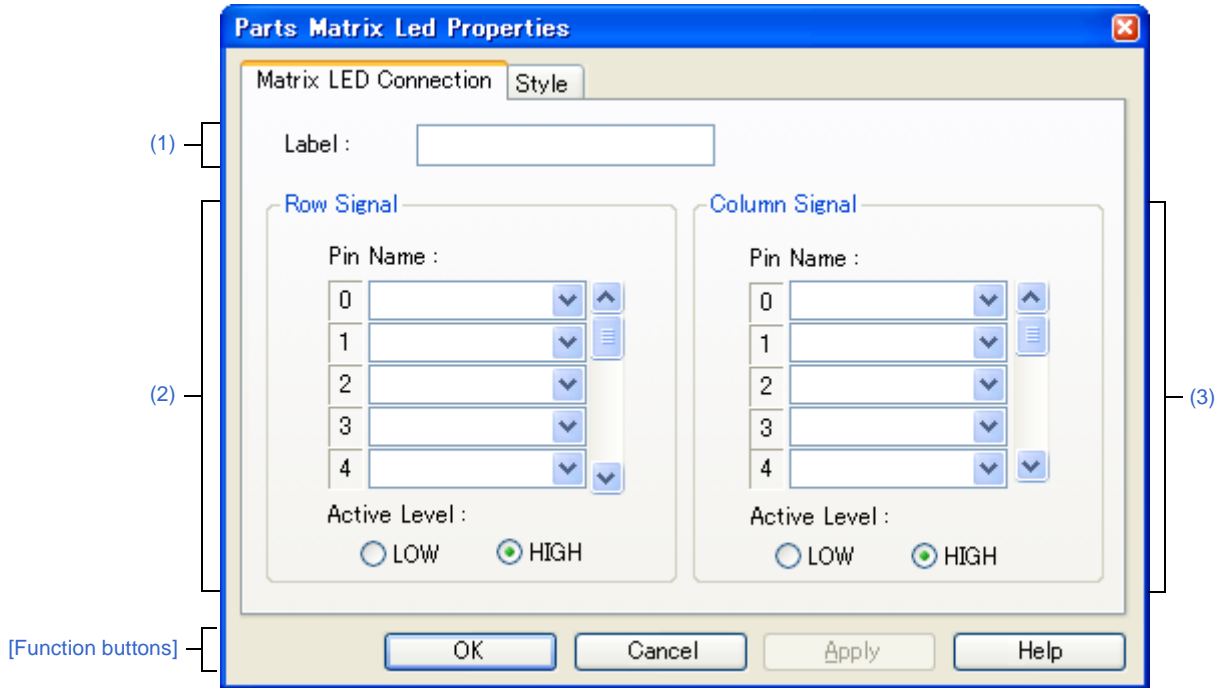 Parts Matrix Led Properties
Matrix LED Connection
Style
(1)
Label :
(2)
Row Signal
Pin Name :
0
1
2
3
4
Active Level :
LOW
HIGH
Column Signal
Pin Name :
0
1
2
3
4
Active Level :
LOW
HIGH
(3)
[Function buttons]
OK
Cancel
Apply
Help